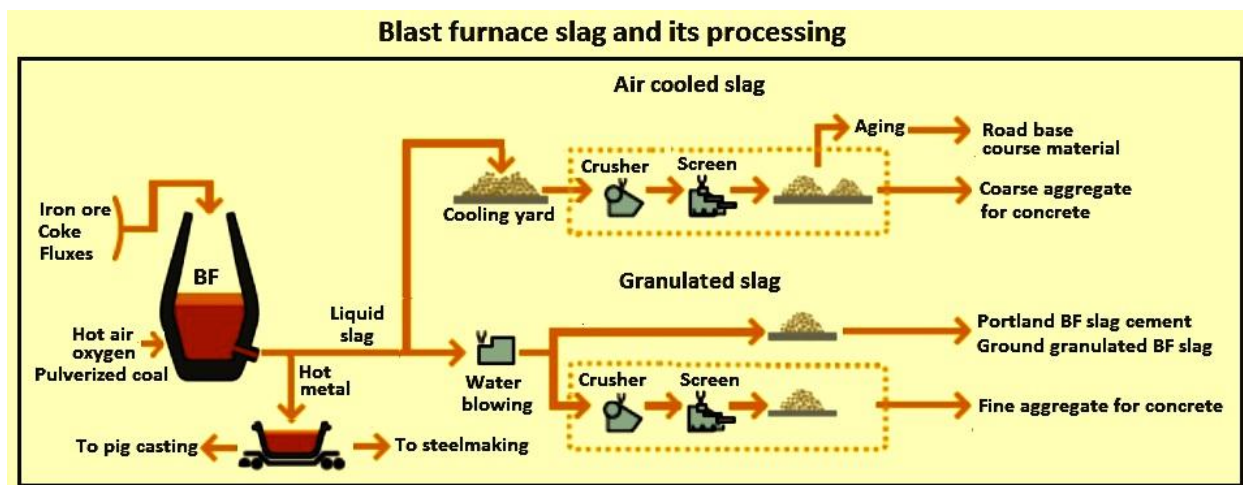 Blast furnace slag and its processing
Air cooled slag
Aging
Road base
course material
Crusher
Screen
Cooling yard
Coarse aggregate
for concrete
Iron ore
Coke
Fluxes
BF
Granulated slag
Liquid
slag
Hot air
oxygen
Pulverized coal
Hot
metal
Water
blowing
Portland BF slag cement
Ground granulated BF slag
Crusher
Screen
Fine aggregate for concrete
To pig casting
To steelmaking